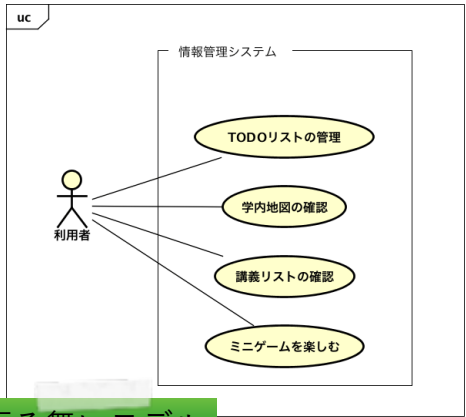 uc
情報管理システム
TODOリストの管理
学内地図の確認
利用者
講義リストの確認
ミニゲームを楽しむ